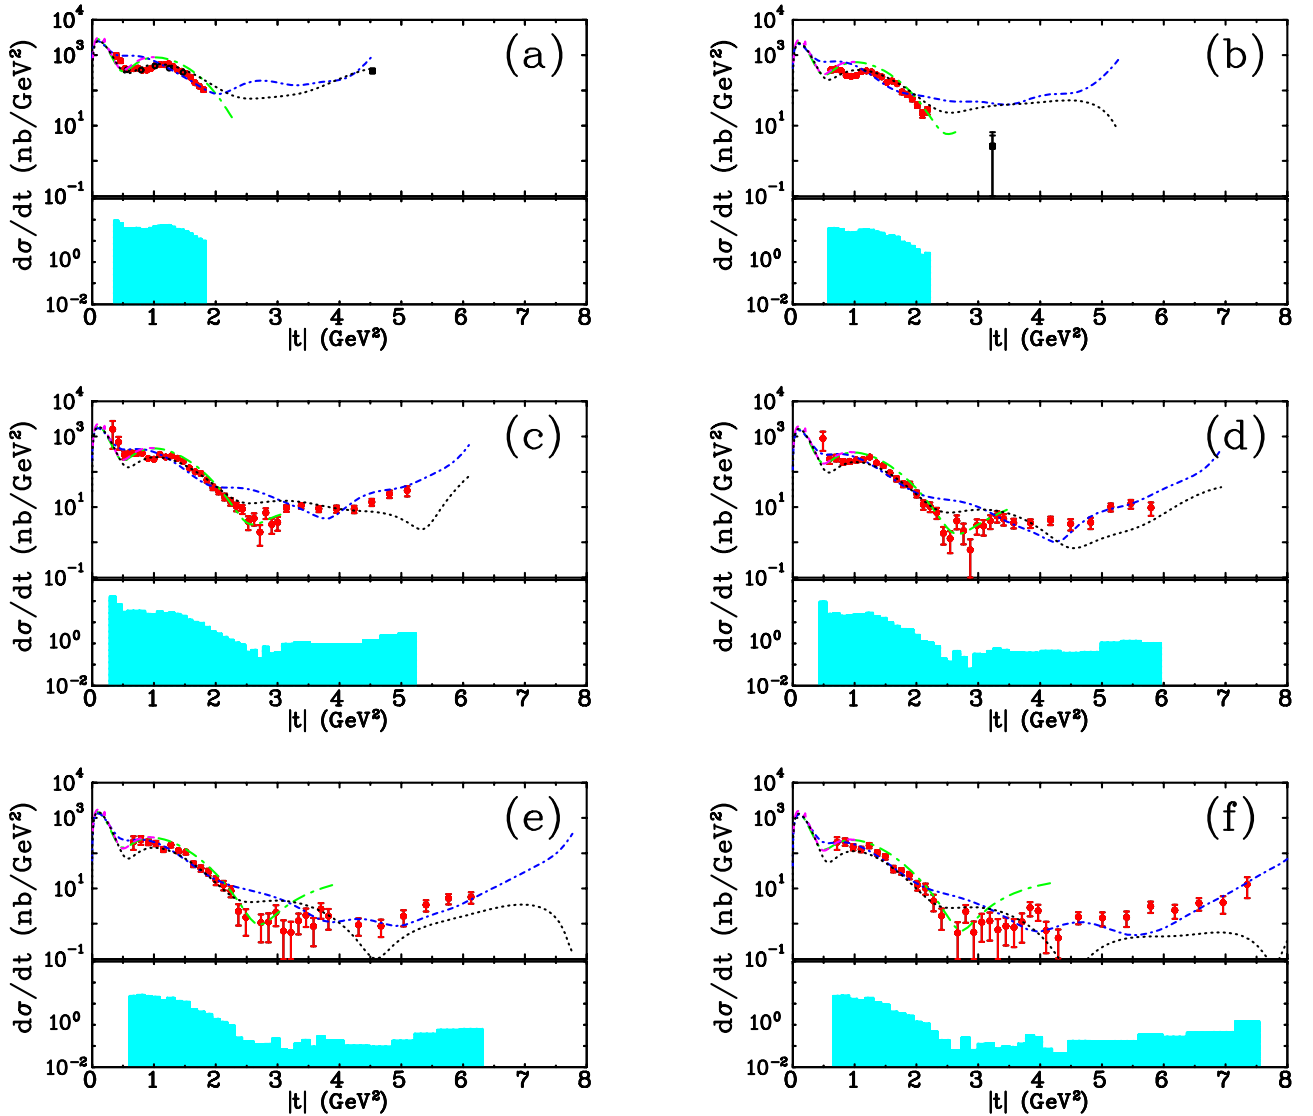 (a)
dσ/dt (nb/GeV²)
10⁴
10³
10¹
10⁻¹
10⁰
10⁻²
0 1 2 3 4 5 6 7 8
|t| (GeV²)
(b)
dσ/dt (nb/GeV²)
10⁴
10³
10¹
10⁻¹
10⁰
10⁻²
0 1 2 3 4 5 6 7 8
|t| (GeV²)
(c)
dσ/dt (nb/GeV²)
10⁴
10³
10¹
10⁻¹
10⁰
10⁻²
0 1 2 3 4 5 6 7 8
|t| (GeV²)
(d)
dσ/dt (nb/GeV²)
10⁴
10³
10¹
10⁻¹
10⁰
10⁻²
0 1 2 3 4 5 6 7 8
|t| (GeV²)
(e)
dσ/dt (nb/GeV²)
10⁴
10³
10¹
10⁻¹
10⁰
10⁻²
0 1 2 3 4 5 6 7 8
|t| (GeV²)
(f)
dσ/dt (nb/GeV²)
10⁴
10³
10¹
10⁻¹
10⁰
10⁻²
0 1 2 3 4 5 6 7 8
|t| (GeV²)